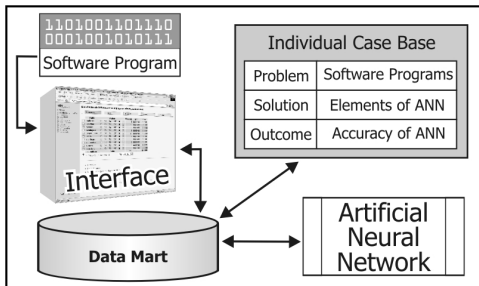 1101001101110
000100101011
Software Program
Individual Case Base
Problem Software Programs
Solution Elements of ANN
Outcome Accuracy of ANN
Interface
Data Mart
Artificial
Neural
Network